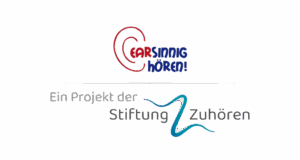 EARSINNIG
HÖREN!
Ein Projekt der
Stiftung Zuhören